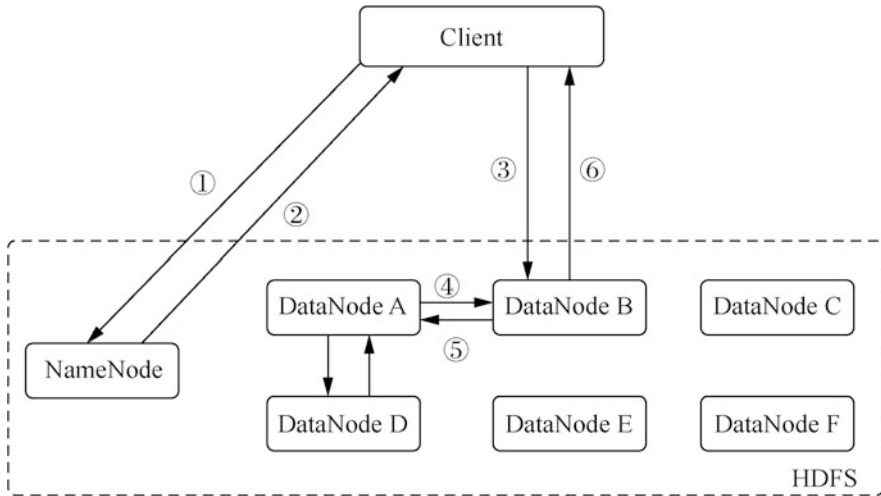 Client
①
②
③
⑥
DataNode A
④
DataNode B
DataNode C
⑤
NameNode
DataNode D
DataNode E
DataNode F
HDFS